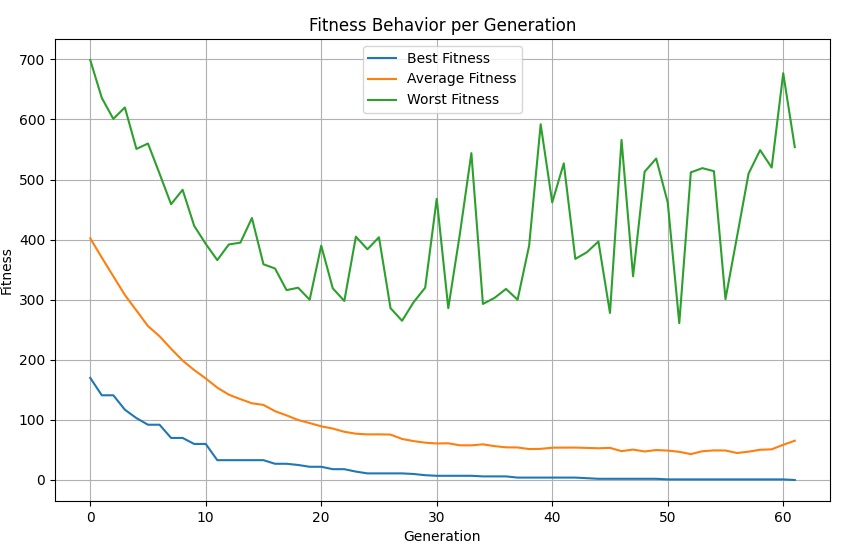 Fitness Behavior per Generation
Best Fitness
Average Fitness
Worst Fitness
700
600
500
400
300
200
100
0
Fitness
0 10 20 30 40 50 60
Generation